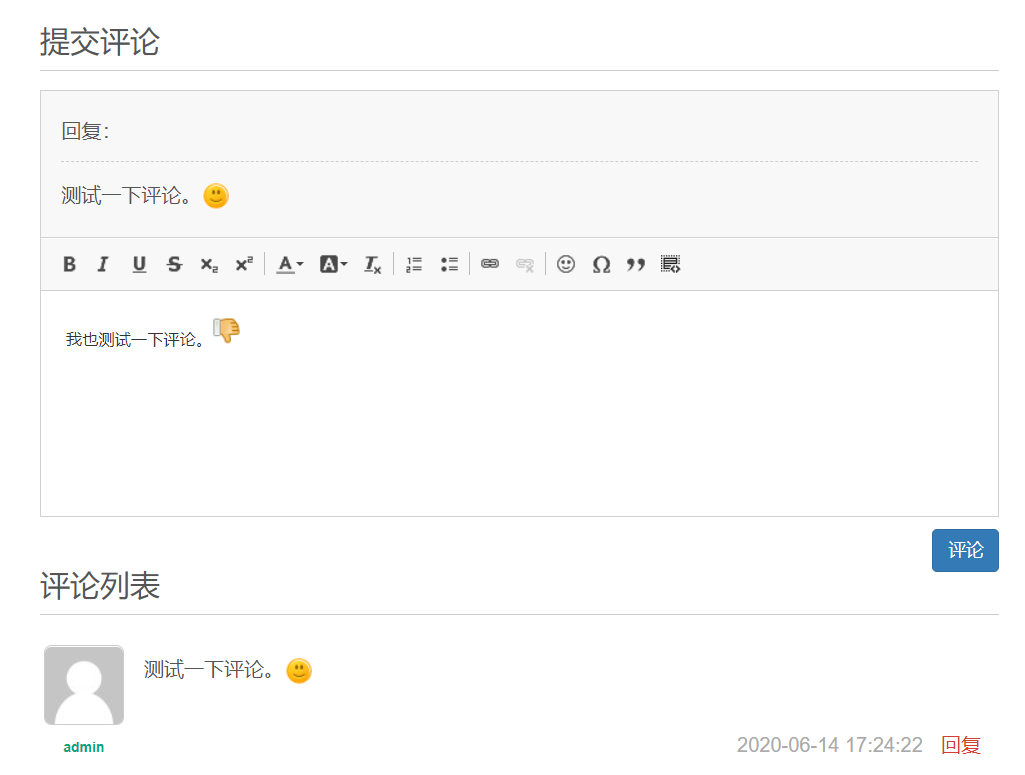 提交评论
回复:
测试一下评论。
我也测试一下评论。
评论
评论列表
测试一下评论。
admin
2020-06-14 17:24:22 回复